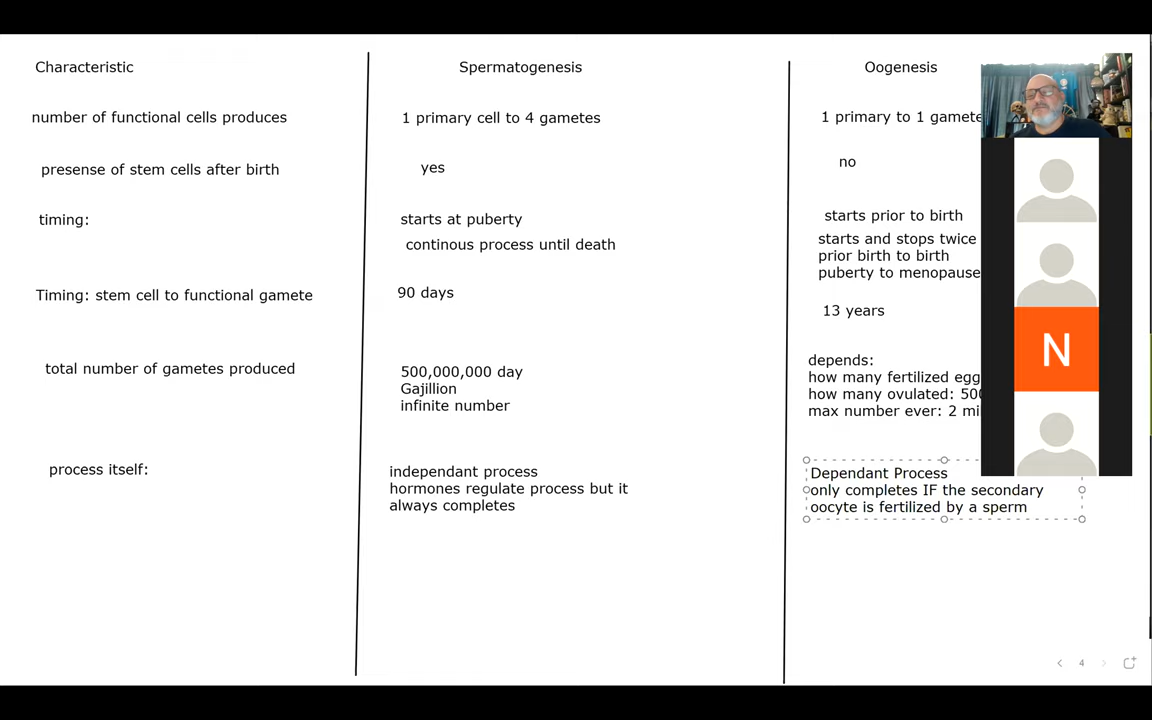 Characteristic
Spermatogenesis
Oogenesis
number of functional cells produces
1 primary cell to 4 gametes
1 primary to 1
presense of stem cells after birth
yes
no
timing:
starts at puberty
continous process until death
starts prior to birth
starts and stops twice
prior birth to birth
puberty to menopause
Timing: stem cell to functional gamete
90 days
13 years
total number of gametes produced
500,000,000 day
Gajillion
infinite number
depends:
how many fertilized
how many ovulated:
max number ever: 2
process itself:
independant process
hormones regulate process but it
always completes
Dependant Process
only completes IF the secondary
oocyte is fertilized by a sperm
N
4